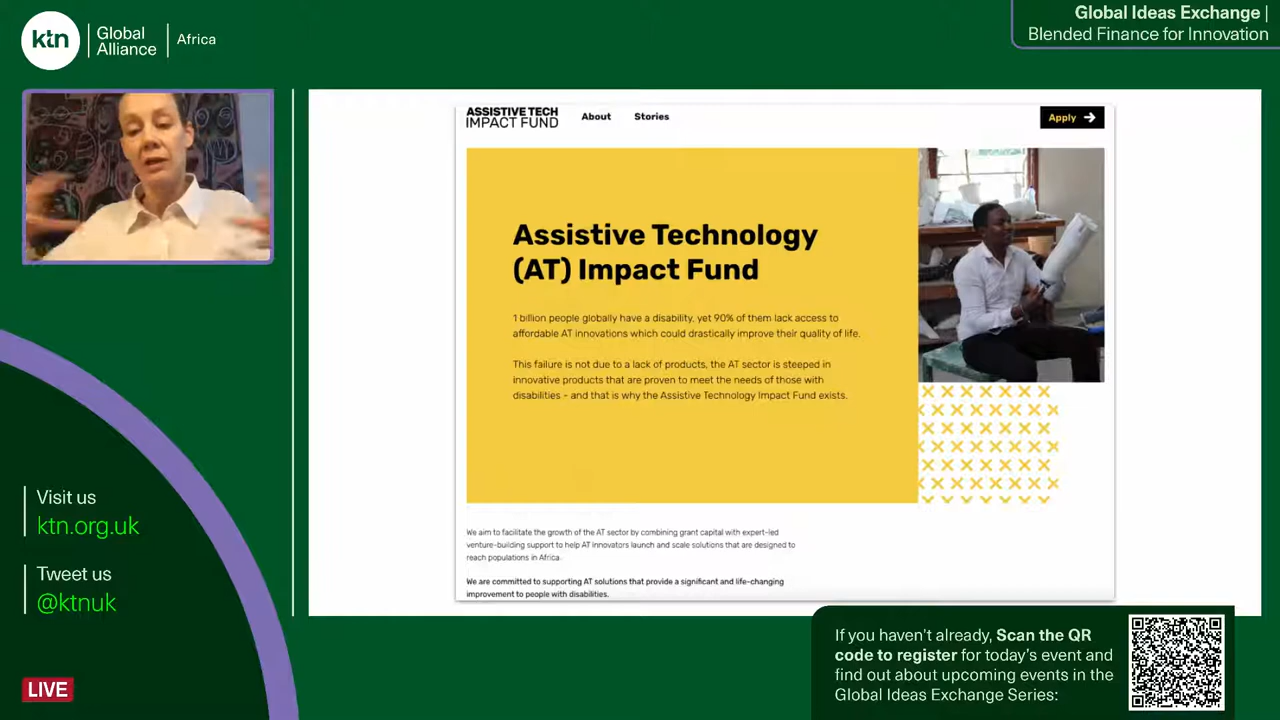 ktn
Global
Alliance
Africa
Global Ideas Exchange |
Blended Finance for Innovation
ASSISTIVE TECH
IMPACT FUND
About
Stories
Apply
Assistive Technology
(AT) Impact Fund
1 billion people globally have a disability, yet 90% of them lack access to
affordable AT innovations which could drastically improve their quality of life.
This failure is not due to a lack of products, the AT sector is steeped in
innovative products that are proven to meet the needs of those with
disabilities - and that is why the Assistive Technology Impact Fund exists.
We aim to facilitate the growth of the AT sector by combining grant capital with expert-led
venture-building support to help AT innovators launch and scale solutions that are designed to
reach populations in Africa.
We are committed to supporting AT solutions that provide a significant and life-changing
improvement to people with disabilities.
Visit us
ktn.org.uk
Tweet us
@ktnuk
LIVE
If you haven't already, Scan the QR
code to register for today's event and
find out about upcoming events in the
Global Ideas Exchange Series: